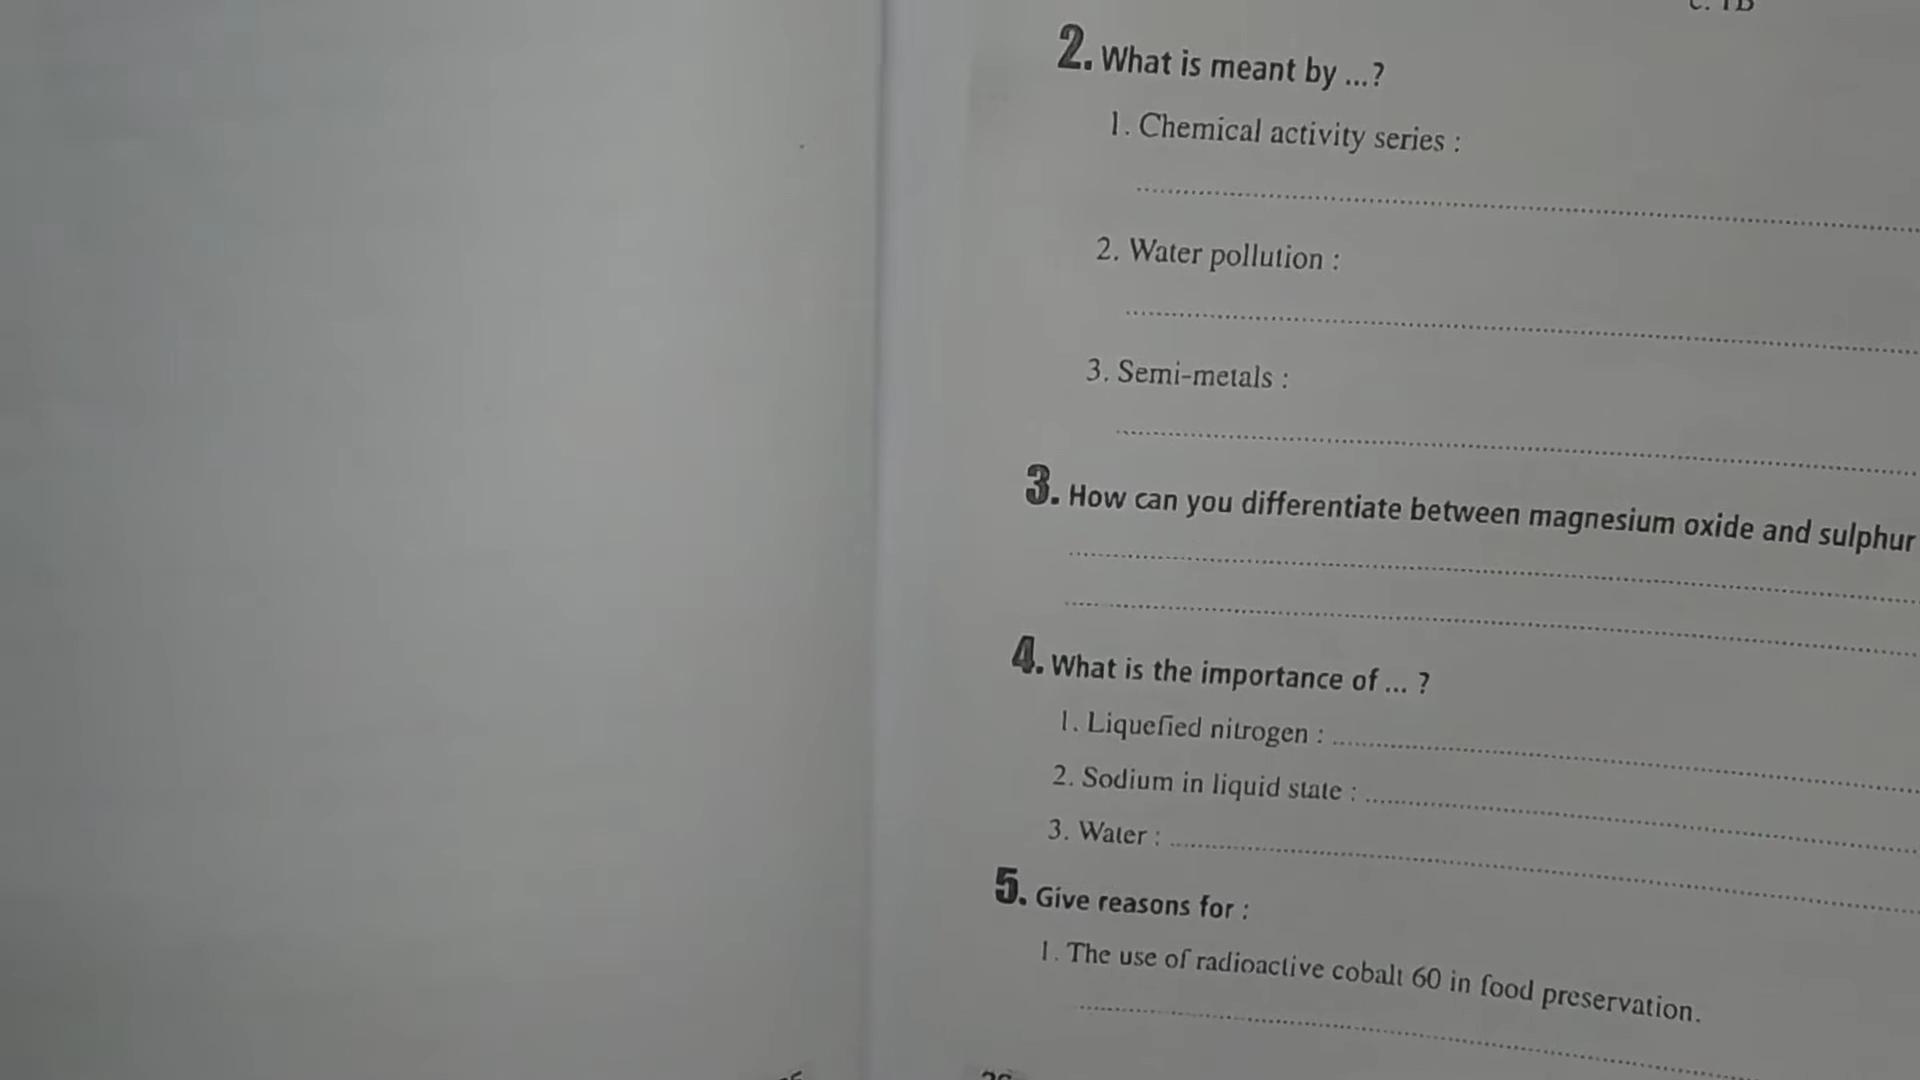 2. What is meant by ...?
1. Chemical activity series :
2. Water pollution :
3. Semi-metals :
3. How can you differentiate between magnesium oxide and sulphur
4. What is the importance of ... ?
1. Liquefied nitrogen :
2. Sodium in liquid state :
3. Water :
5. Give reasons for :
1. The use of radioactive cobalt 60 in food preservation.